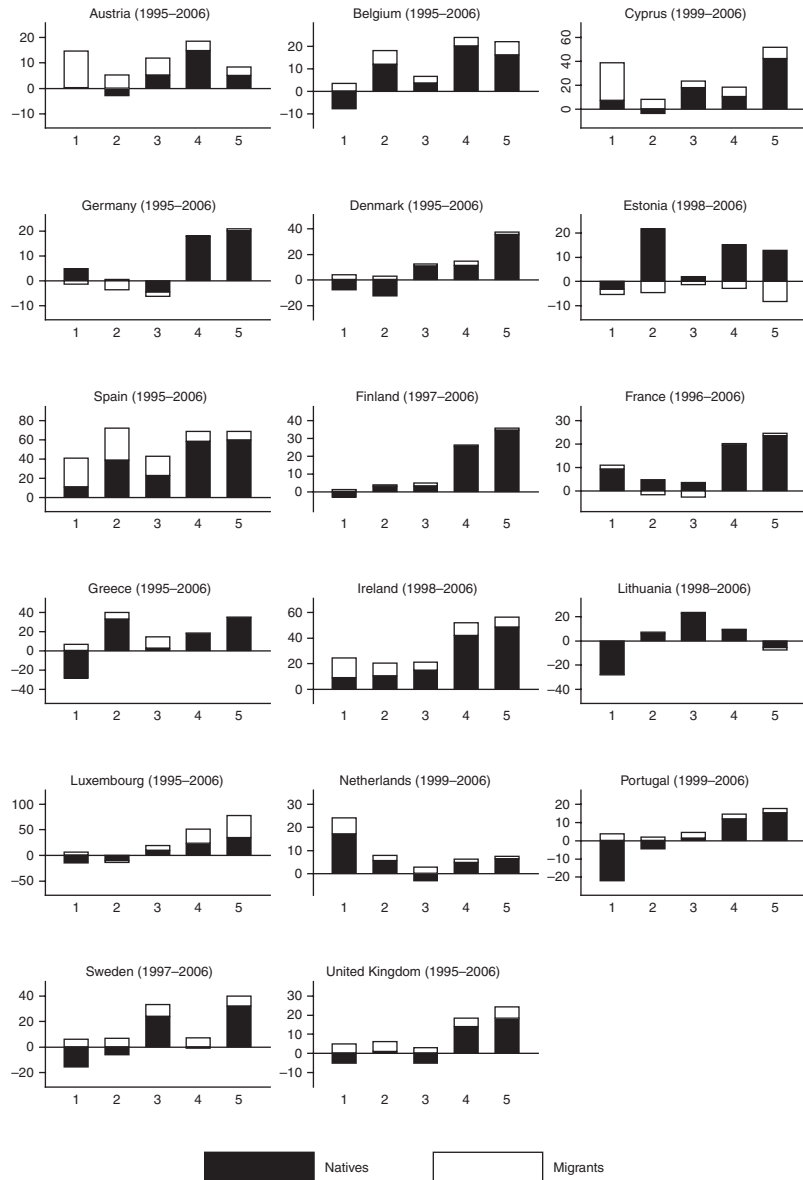 Austria (1995–2006)
20
10
0
–10
1 2 3 4 5
Belgium (1995–2006)
20
10
0
–10
1 2 3 4 5
Cyprus (1999–2006)
60
40
20
0
1 2 3 4 5
Germany (1995–2006)
20
10
0
–10
1 2 3 4 5
Denmark (1995–2006)
40
20
0
–20
1 2 3 4 5
Estonia (1998–2006)
20
10
0
–10
1 2 3 4 5
Spain (1995–2006)
80
60
40
20
0
1 2 3 4 5
Finland (1997–2006)
40
30
20
10
0
1 2 3 4 5
France (1996–2006)
30
20
10
0
1 2 3 4 5
Greece (1995–2006)
40
20
0
–20
–40
1 2 3 4 5
Ireland (1998–2006)
60
40
20
0
1 2 3 4 5
Lithuania (1998–2006)
20
0
–20
–40
1 2 3 4 5
Luxembourg (1995–2006)
100
50
0
–50
1 2 3 4 5
Netherlands (1999–2006)
30
20
10
0
1 2 3 4 5
Portugal (1999–2006)
20
10
0
–10
–20
1 2 3 4 5
Sweden (1997–2006)
40
20
0
–20
1 2 3 4 5
United Kingdom (1995–2006)
30
20
10
0
–10
1 2 3 4 5
Natives Migrants